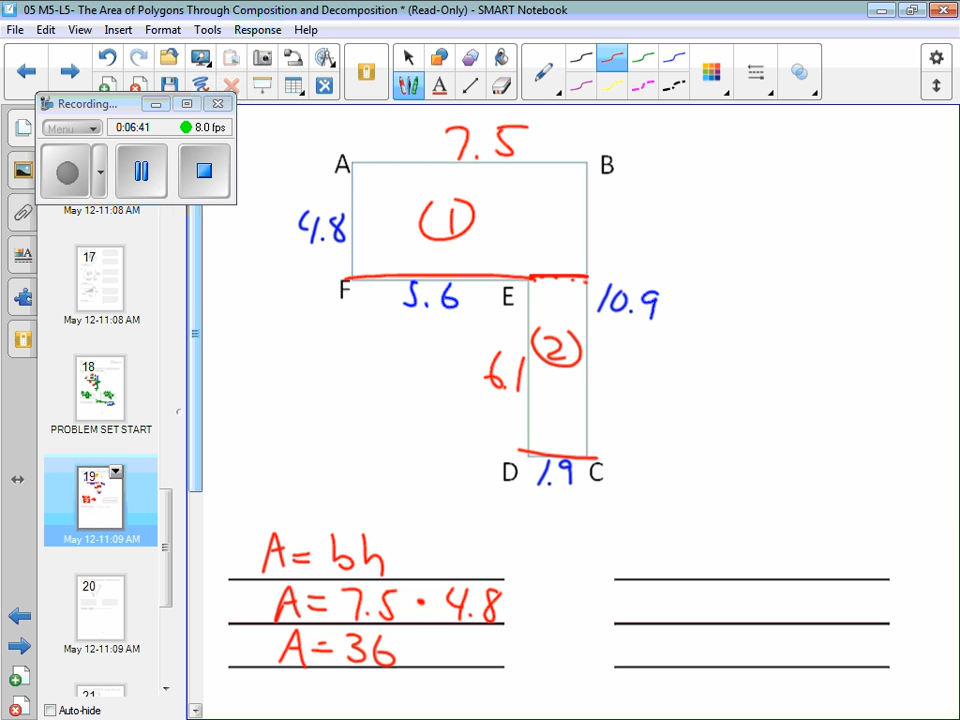 05 M5-L5- The Area of Polygons Through Composition and Decomposition * (Read-Only) - SMART Notebook
File Edit View Insert Format Tools Response Help
Recording...
Menu 0:06:41 8.0 fps
May 12-11:08 AM
17
May 12-11:08 AM
18
PROBLEM SET START
19
May 12-11:09 AM
20
May 12-11:09 AM
21
Auto-hide
7.5
A B
4.8 1
F 5.6 E 10.9
2
6.1
D 1.9 C
A = bh
A = 7.5 · 4.8
A = 36